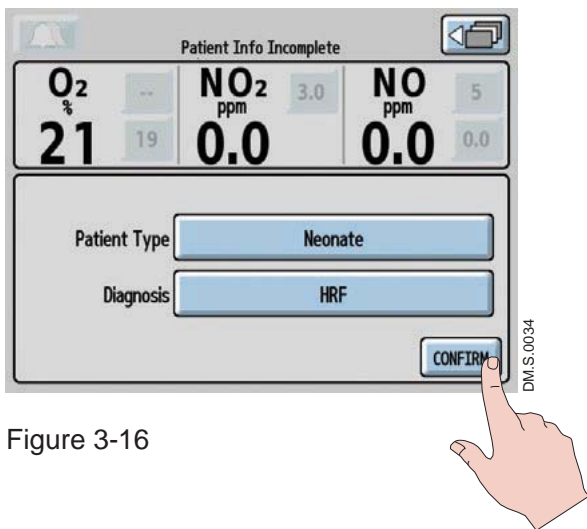 Patient Info Incomplete
O2
%
21
--
19
NO2
ppm
0.0
3.0
NO
ppm
0.0
5
0.0
Patient Type
Neonate
Diagnosis
HRF
CONFIRM
DM.S.0034
Figure 3-16